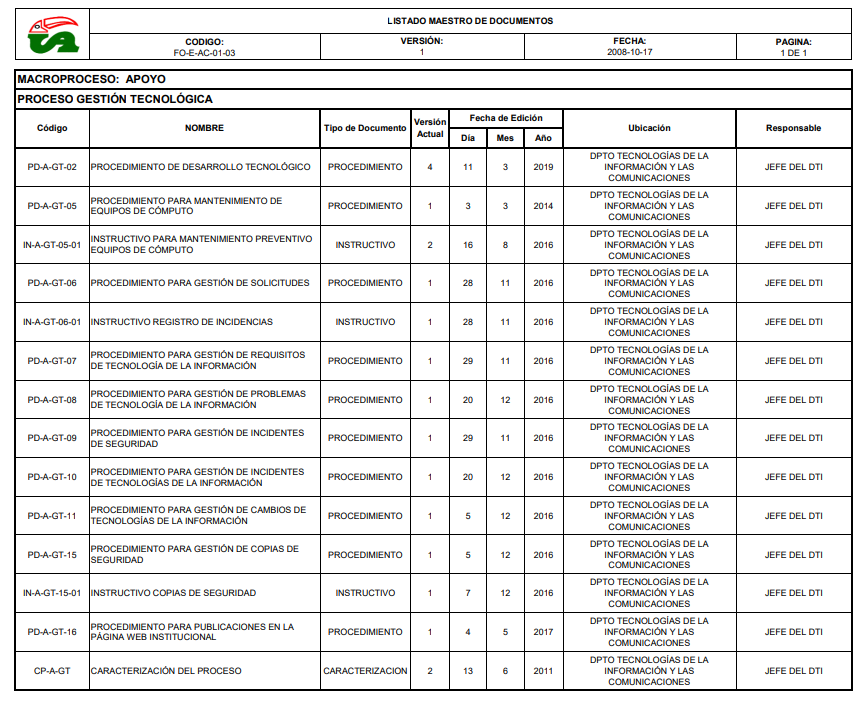 LISTADO MAESTRO DE DOCUMENTOS
CODIGO:
FO-E-AC-01-03
VERSIÓN:
1
FECHA:
2008-10-17
PAGINA:
1 DE 1
MACROPROCESO: APOYO
PROCESO GESTIÓN TECNOLÓGICA
Código NOMBRE Tipo de Documento Versión Actual Fecha de Edición Ubicación Responsable
Día Mes Año
PD-A-GT-02 PROCEDIMIENTO DE DESARROLLO TECNOLÓGICO PROCEDIMIENTO 4 11 3 2019 DPTO TECNOLOGÍAS DE LA INFORMACIÓN Y LAS COMUNICACIONES JEFE DEL DTI
PD-A-GT-05 PROCEDIMIENTO PARA MANTENIMIENTO DE EQUIPOS DE CÓMPUTO PROCEDIMIENTO 1 3 3 2014 DPTO TECNOLOGÍAS DE LA INFORMACIÓN Y LAS COMUNICACIONES JEFE DEL DTI
IN-A-GT-05-01 INSTRUCTIVO PARA MANTENIMIENTO PREVENTIVO EQUIPOS DE CÓMPUTO INSTRUCTIVO 2 16 8 2016 DPTO TECNOLOGÍAS DE LA INFORMACIÓN Y LAS COMUNICACIONES JEFE DEL DTI
PD-A-GT-06 PROCEDIMIENTO PARA GESTIÓN DE SOLICITUDES PROCEDIMIENTO 1 28 11 2016 DPTO TECNOLOGÍAS DE LA INFORMACIÓN Y LAS COMUNICACIONES JEFE DEL DTI
IN-A-GT-06-01 INSTRUCTIVO REGISTRO DE INCIDENCIAS INSTRUCTIVO 1 28 11 2016 DPTO TECNOLOGÍAS DE LA INFORMACIÓN Y LAS COMUNICACIONES JEFE DEL DTI
PD-A-GT-07 PROCEDIMIENTO PARA GESTIÓN DE REQUISITOS DE TECNOLOGÍA DE LA INFORMACIÓN PROCEDIMIENTO 1 29 11 2016 DPTO TECNOLOGÍAS DE LA INFORMACIÓN Y LAS COMUNICACIONES JEFE DEL DTI
PD-A-GT-08 PROCEDIMIENTO PARA GESTIÓN DE PROBLEMAS DE TECNOLOGÍA DE LA INFORMACIÓN PROCEDIMIENTO 1 20 12 2016 DPTO TECNOLOGÍAS DE LA INFORMACIÓN Y LAS COMUNICACIONES JEFE DEL DTI
PD-A-GT-09 PROCEDIMIENTO PARA GESTIÓN DE INCIDENTES DE SEGURIDAD PROCEDIMIENTO 1 29 11 2016 DPTO TECNOLOGÍAS DE LA INFORMACIÓN Y LAS COMUNICACIONES JEFE DEL DTI
PD-A-GT-10 PROCEDIMIENTO PARA GESTIÓN DE INCIDENTES DE TECNOLOGÍAS DE LA INFORMACIÓN PROCEDIMIENTO 1 20 12 2016 DPTO TECNOLOGÍAS DE LA INFORMACIÓN Y LAS COMUNICACIONES JEFE DEL DTI
PD-A-GT-11 PROCEDIMIENTO PARA GESTIÓN DE CAMBIOS DE TECNOLOGÍAS DE LA INFORMACIÓN PROCEDIMIENTO 1 5 12 2016 DPTO TECNOLOGÍAS DE LA INFORMACIÓN Y LAS COMUNICACIONES JEFE DEL DTI
PD-A-GT-15 PROCEDIMIENTO PARA GESTIÓN DE COPIAS DE SEGURIDAD PROCEDIMIENTO 1 5 12 2016 DPTO TECNOLOGÍAS DE LA INFORMACIÓN Y LAS COMUNICACIONES JEFE DEL DTI
IN-A-GT-15-01 INSTRUCTIVO COPIAS DE SEGURIDAD INSTRUCTIVO 1 7 12 2016 DPTO TECNOLOGÍAS DE LA INFORMACIÓN Y LAS COMUNICACIONES JEFE DEL DTI
PD-A-GT-16 PROCEDIMIENTO PARA PUBLICACIONES EN LA PÁGINA WEB INSTITUCIONAL PROCEDIMIENTO 1 4 5 2017 DPTO TECNOLOGÍAS DE LA INFORMACIÓN Y LAS COMUNICACIONES JEFE DEL DTI
CP-A-GT CARACTERIZACIÓN DEL PROCESO CARACTERIZACION 2 13 6 2011 DPTO TECNOLOGÍAS DE LA INFORMACIÓN Y LAS COMUNICACIONES JEFE DEL DTI